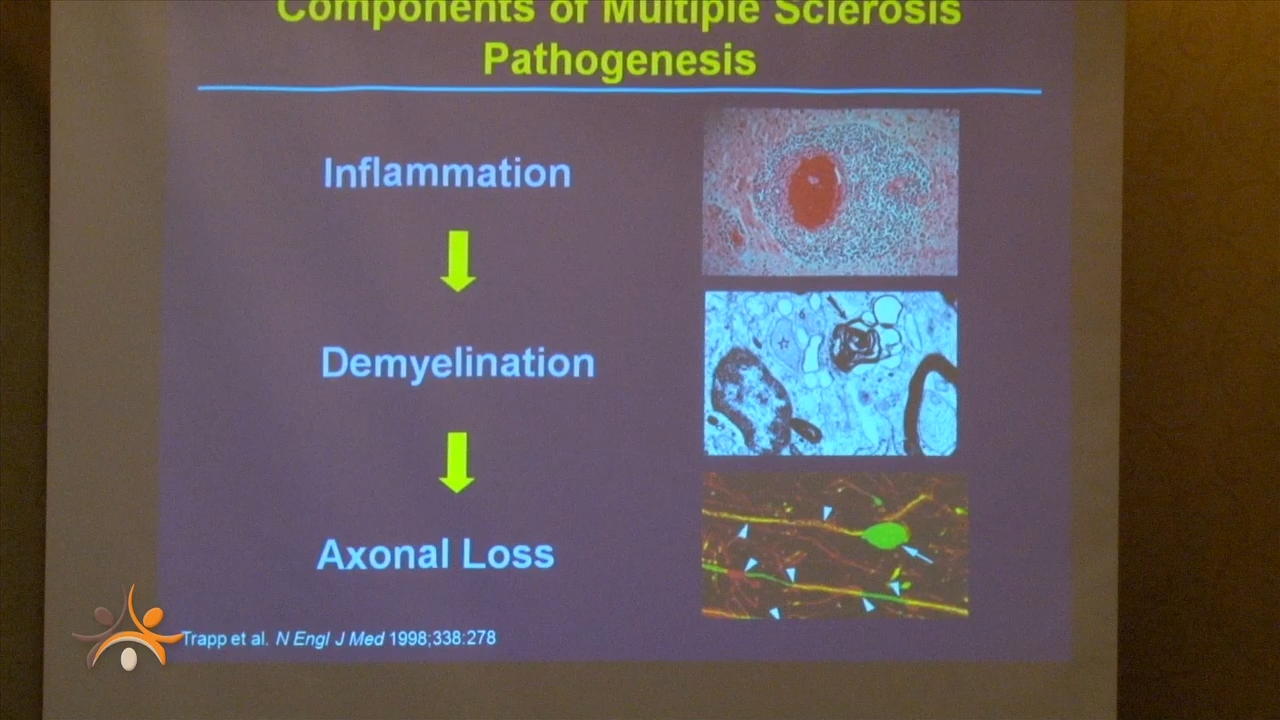 Components of Multiple Sclerosis
Pathogenesis
Inflammation
Demyelination
Axonal Loss
Trapp et al. N Engl J Med 1998;338:278